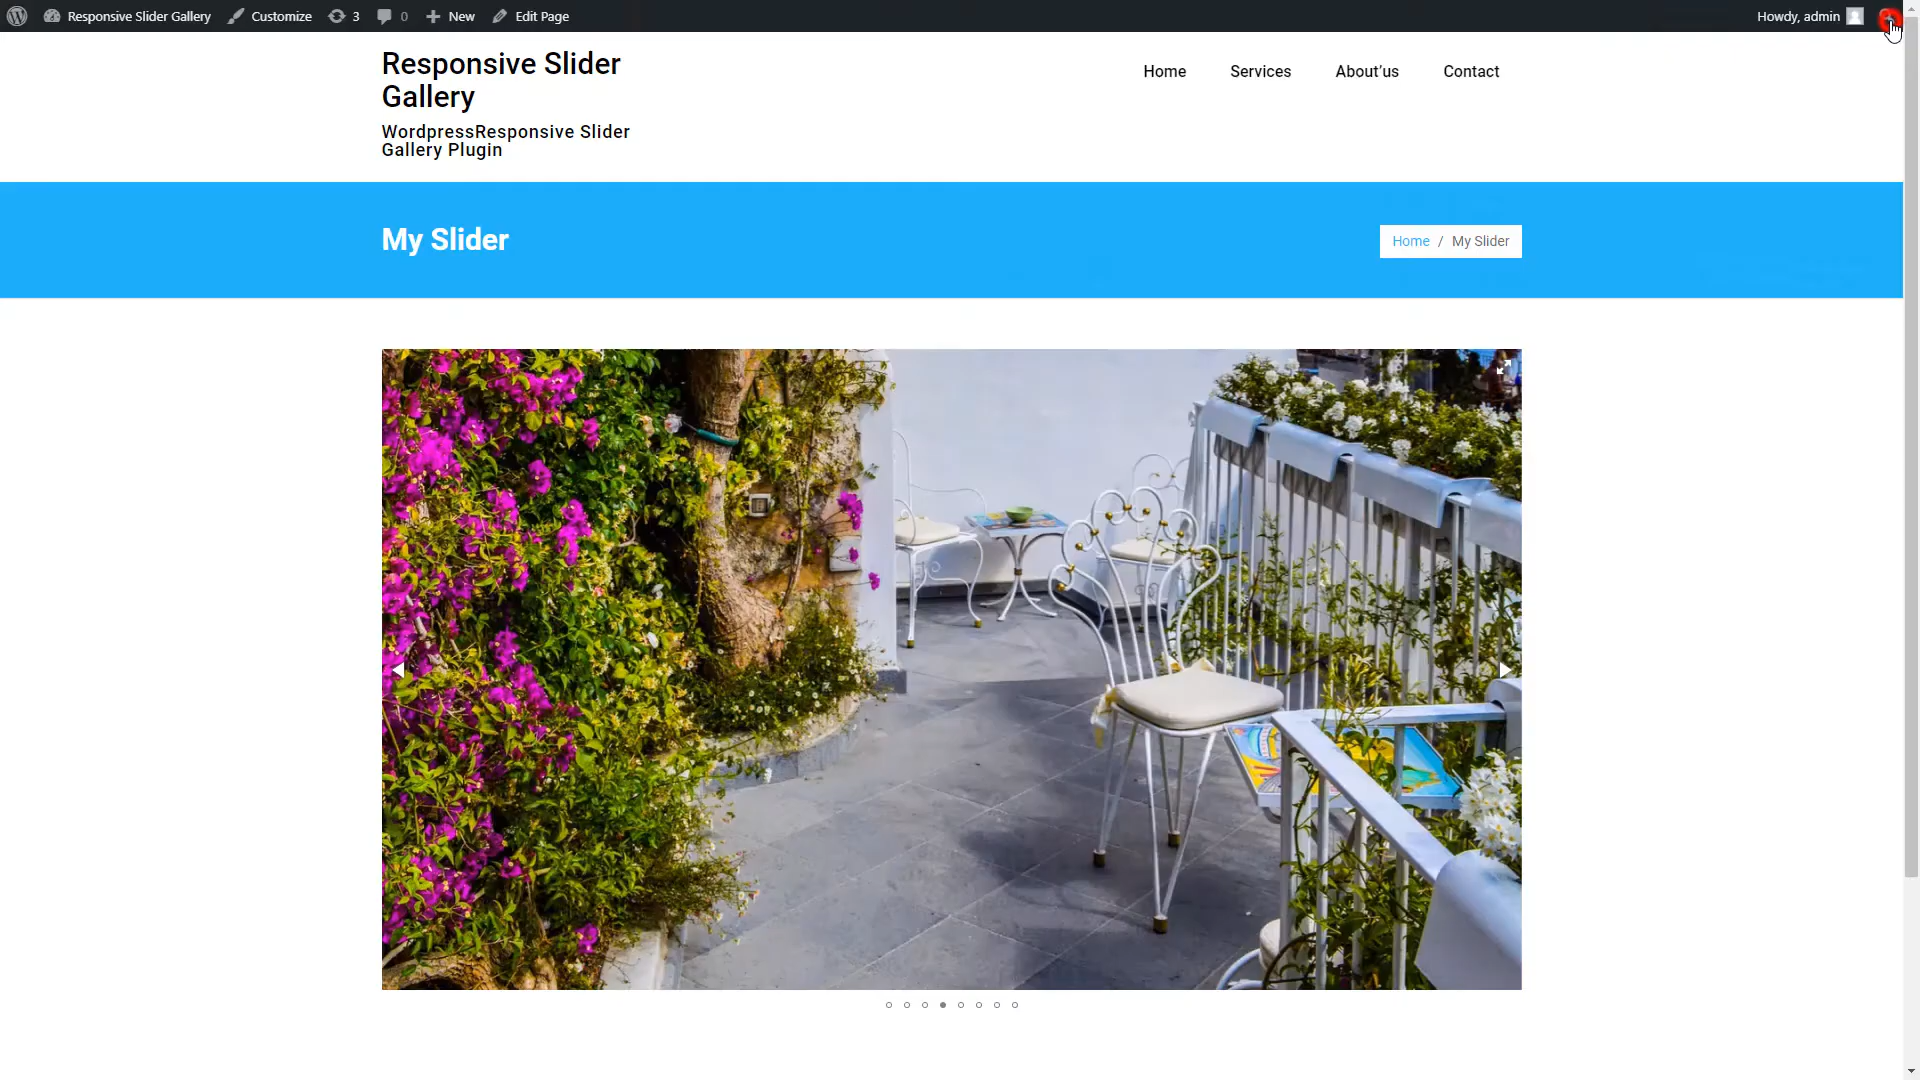 Responsive Slider Gallery Customize 3 0 New Edit Page Howdy, admin
Responsive Slider
Gallery
Home Services About'us Contact
WordpressResponsive Slider
Gallery Plugin
My Slider
Home / My Slider